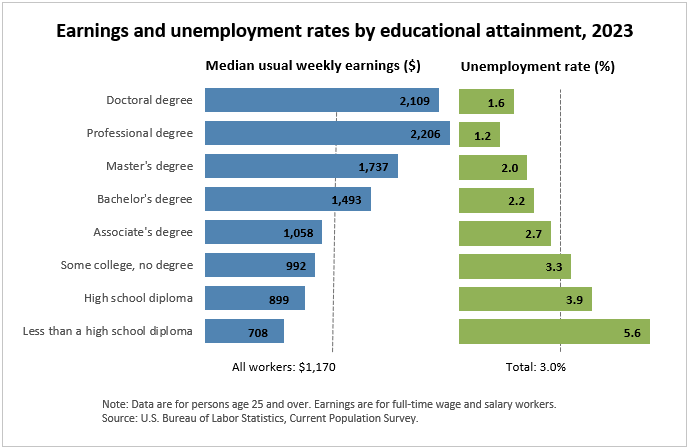 Earnings and unemployment rates by educational attainment, 2023
Median usual weekly earnings ($)
Unemployment rate (%)
Doctoral degree 2,109 1.6
Professional degree 2,206 1.2
Master's degree 1,737 2.0
Bachelor's degree 1,493 2.2
Associate's degree 1,058 2.7
Some college, no degree 992 3.3
High school diploma 899 3.9
Less than a high school diploma 708 5.6
All workers: $1,170
Total: 3.0%
Note: Data are for persons age 25 and over. Earnings are for full-time wage and salary workers.
Source: U.S. Bureau of Labor Statistics, Current Population Survey.